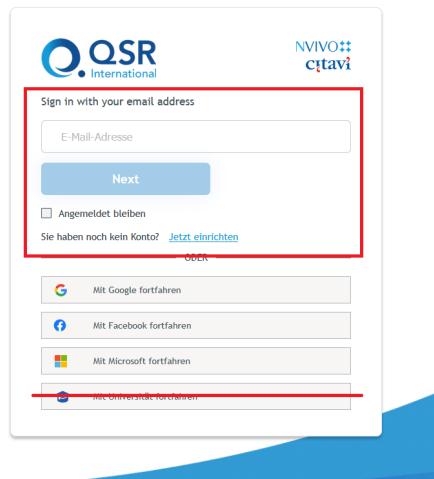 QSR
International
NVIVO
citavi
Sign in with your email address
E-Mail-Adresse
Next
Angemeldet bleiben
Sie haben noch kein Konto? Jetzt einrichten
ODER
Mit Google fortfahren
Mit Facebook fortfahren
Mit Microsoft fortfahren
Mit Universität fortfahren